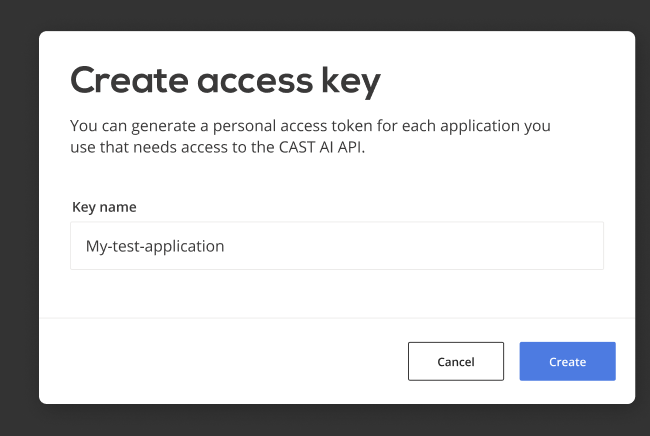 Create access key
You can generate a personal access token for each application you
use that needs access to the CAST AI API.
Key name
My-test-application
Cancel
Create